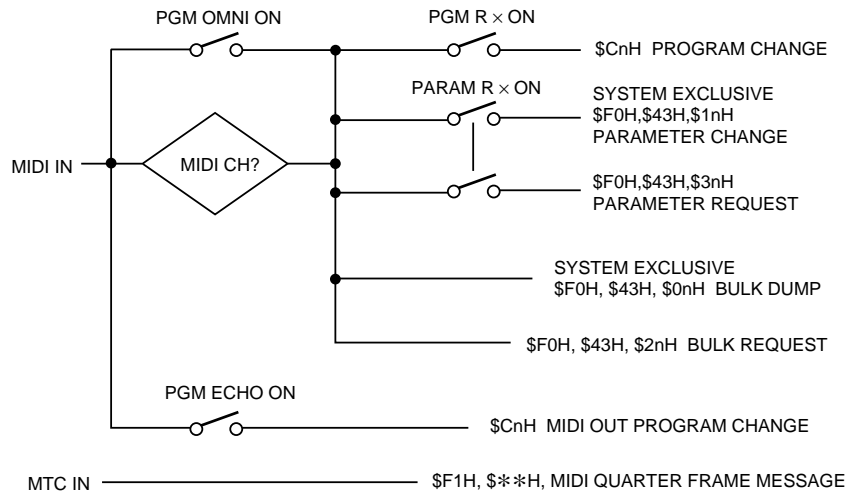 PGM OMNI ON
PGM R × ON
$CnH PROGRAM CHANGE
PARAM R × ON
SYSTEM EXCLUSIVE
$F0H,$43H,$1nH
PARAMETER CHANGE
MIDI IN
MIDI CH?
$F0H,$43H,$3nH
PARAMETER REQUEST
SYSTEM EXCLUSIVE
$F0H, $43H, $0nH BULK DUMP
$F0H, $43H, $2nH BULK REQUEST
PGM ECHO ON
$CnH MIDI OUT PROGRAM CHANGE
MTC IN
$F1H, $**H, MIDI QUARTER FRAME MESSAGE